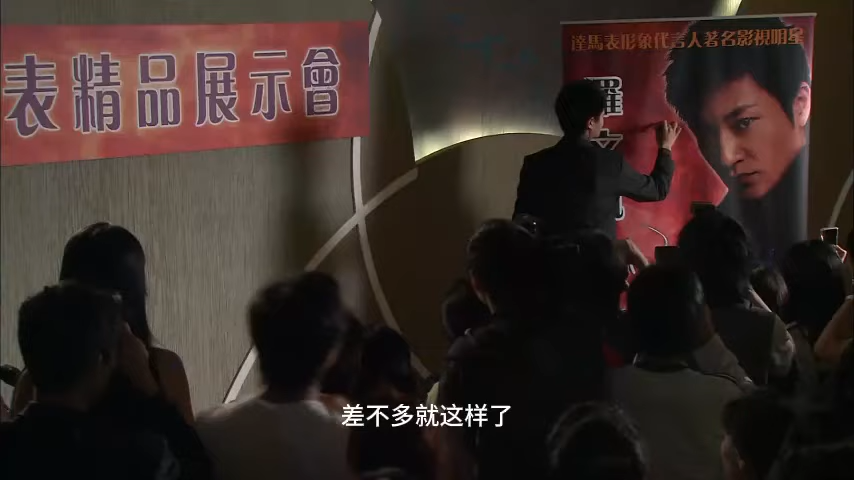 表精品展示會
達馬表形象代言人著名影視明星
羅文
差不多就这样了